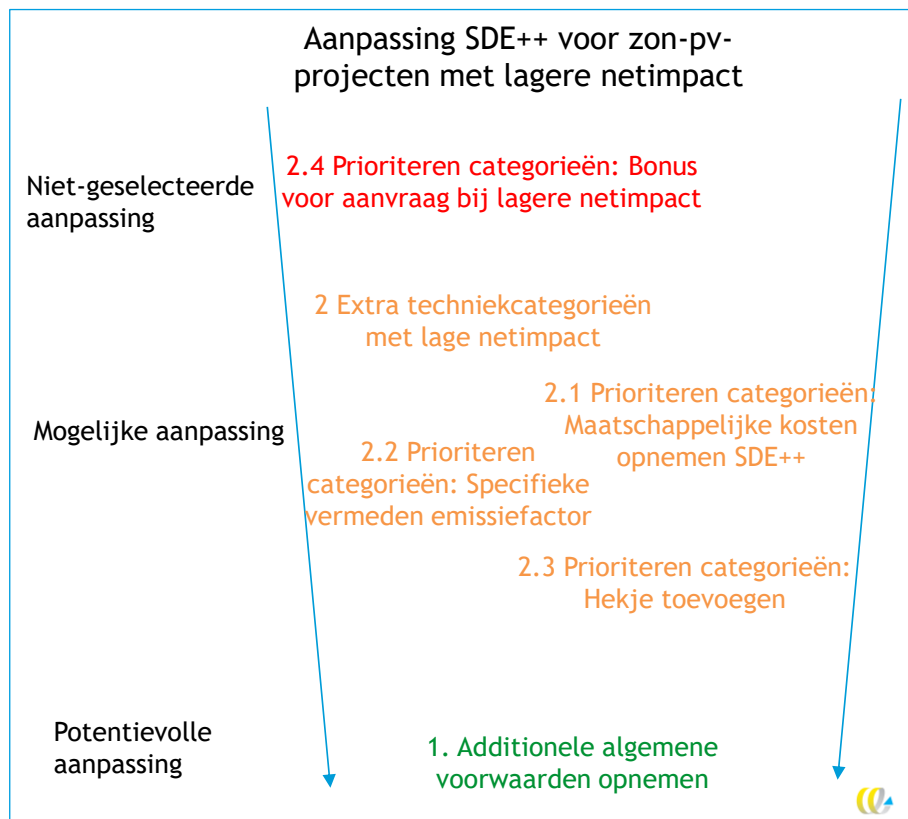 Aanpassing SDE++ voor zon-pv-
projecten met lagere netimpact
Niet-geselecteerde
aanpassing
2.4 Prioriteren categorieën: Bonus
voor aanvraag bij lagere netimpact
2 Extra techniekcategorieën
met lage netimpact
Mogelijke aanpassing
2.1 Prioriteren categorieën:
Maatschappelijke kosten
opnemen SDE++
2.2 Prioriteren
categorieën: Specifieke
vermeden emissiefactor
2.3 Prioriteren categorieën:
Hekje toevoegen
Potentievolle
aanpassing
1. Additionele algemene
voorwaarden opnemen